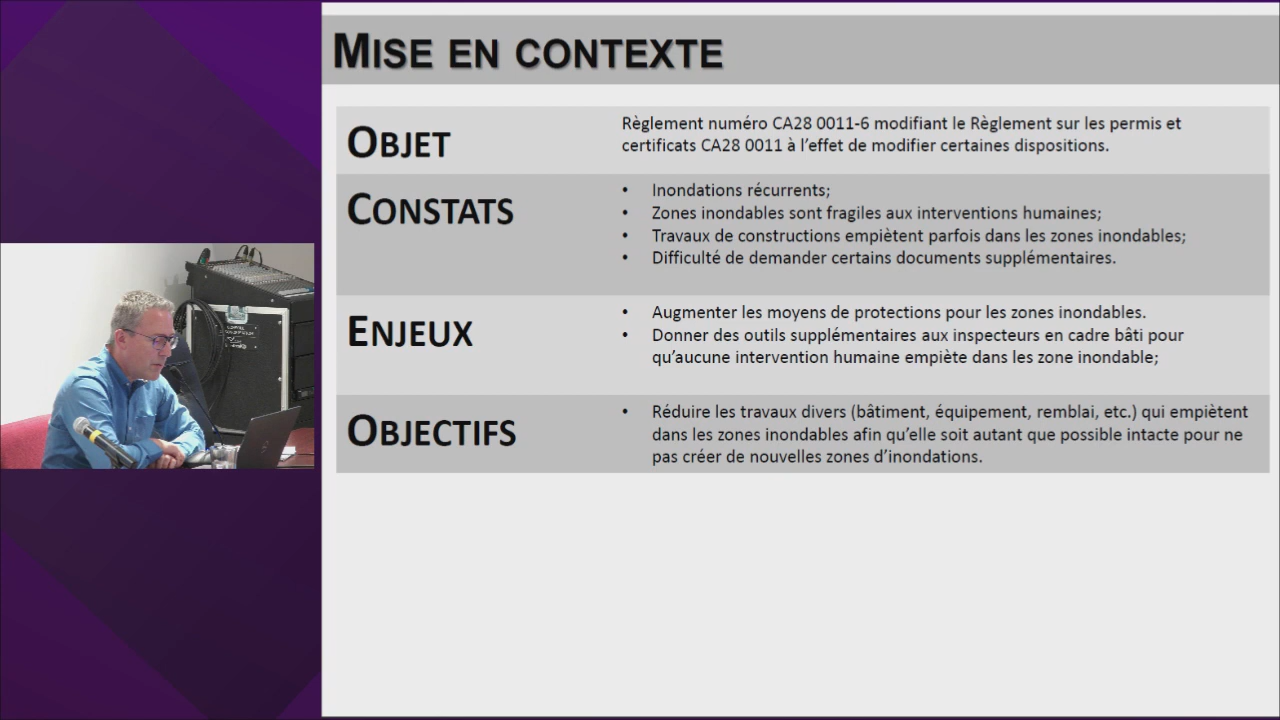 MISE EN CONTEXTE
OBJET
Règlement numéro CA28 0011-6 modifiant le Règlement sur les permis et
certificats CA28 0011 à l'effet de modifier certaines dispositions.
CONSTATS
• Inondations récurrents;
• Zones inondables sont fragiles aux interventions humaines;
• Travaux de constructions empiètent parfois dans les zones inondables;
• Difficulté de demander certains documents supplémentaires.
ENJEUX
• Augmenter les moyens de protections pour les zones inondables.
• Donner des outils supplémentaires aux inspecteurs en cadre bâti pour
qu'aucune intervention humaine empiète dans les zone inondable;
OBJECTIFS
• Réduire les travaux divers (bâtiment, équipement, remblai, etc.) qui empiètent
dans les zones inondables afin qu'elle soit autant que possible intacte pour ne
pas créer de nouvelles zones d'inondations.